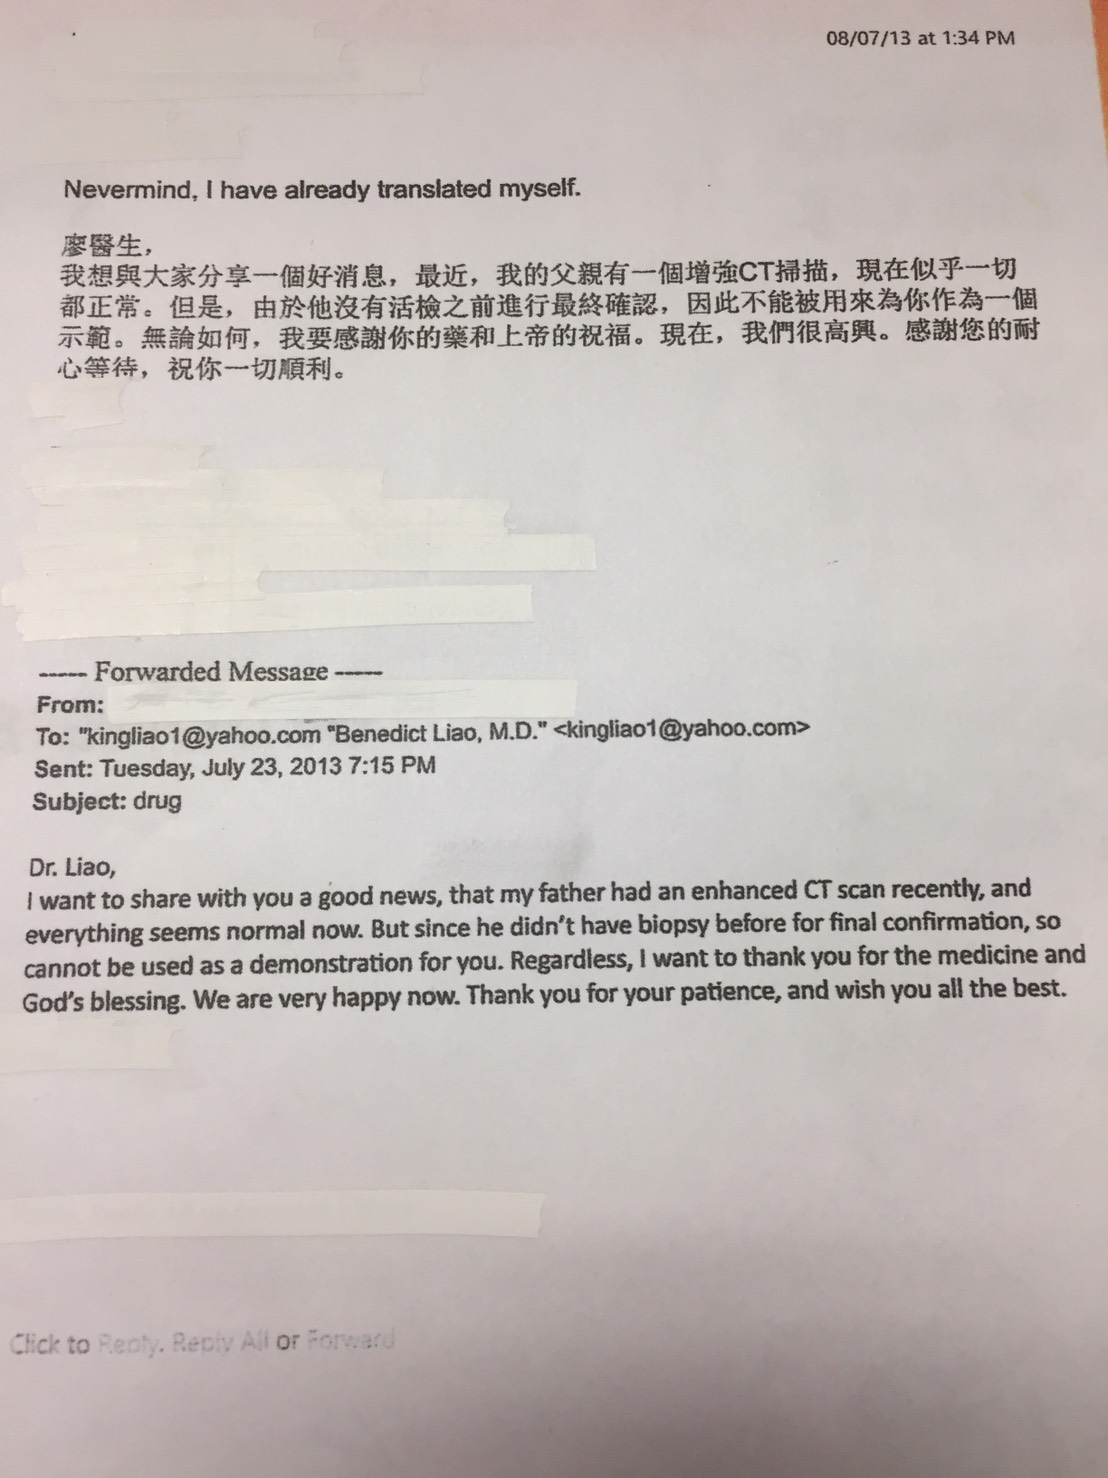 08/07/13 at 1:34 PM
Nevermind, I have already translated myself.
廖醫生，
我想與大家分享一個好消息，最近，我的父親有一個增強CT掃描，現在似乎一切
都正常。但是，由於他沒有活檢之前進行最終確認，因此不能被用來為你作為一個
示範。無論如何，我要感謝你的藥和上帝的祝福。現在，我們很高興。感謝您的耐
心等待，祝你一切順利。
----- Forwarded Message -----
From:
To: "kingliao1@yahoo.com "Benedict Liao, M.D." <kingliao1@yahoo.com>
Sent: Tuesday, July 23, 2013 7:15 PM
Subject: drug
Dr. Liao,
I want to share with you a good news, that my father had an enhanced CT scan recently, and
everything seems normal now. But since he didn't have biopsy before for final confirmation, so
cannot be used as a demonstration for you. Regardless, I want to thank you for the medicine and
God's blessing. We are very happy now. Thank you for your patience, and wish you all the best.
Click to Reply, Reply All or Forward